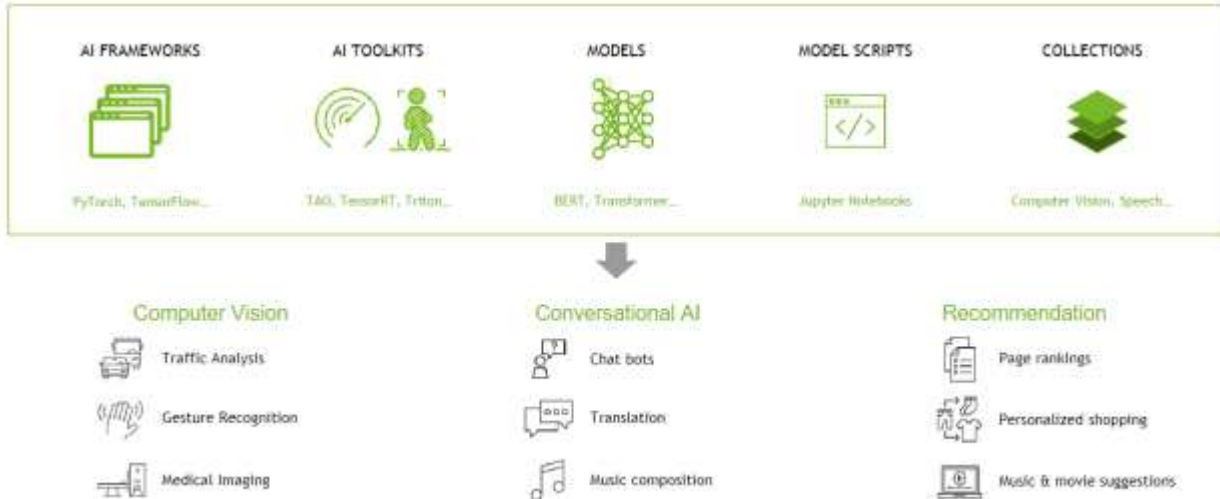 AI FRAMEWORKS
AI TOOLKITS
MODELS
MODEL SCRIPTS
COLLECTIONS
</>
PyTorch, TensorFlow...
TAO, TensorRT, Triton...
BERT, Transformer...
Jupyter Notebooks
Computer Vision, Speech...
Computer Vision
Conversational AI
Recommendation
Traffic Analysis
?
Chat bots
Page rankings
Gesture Recognition
Translation
Personalized shopping
Medical Imaging
Music composition
Music & movie suggestions